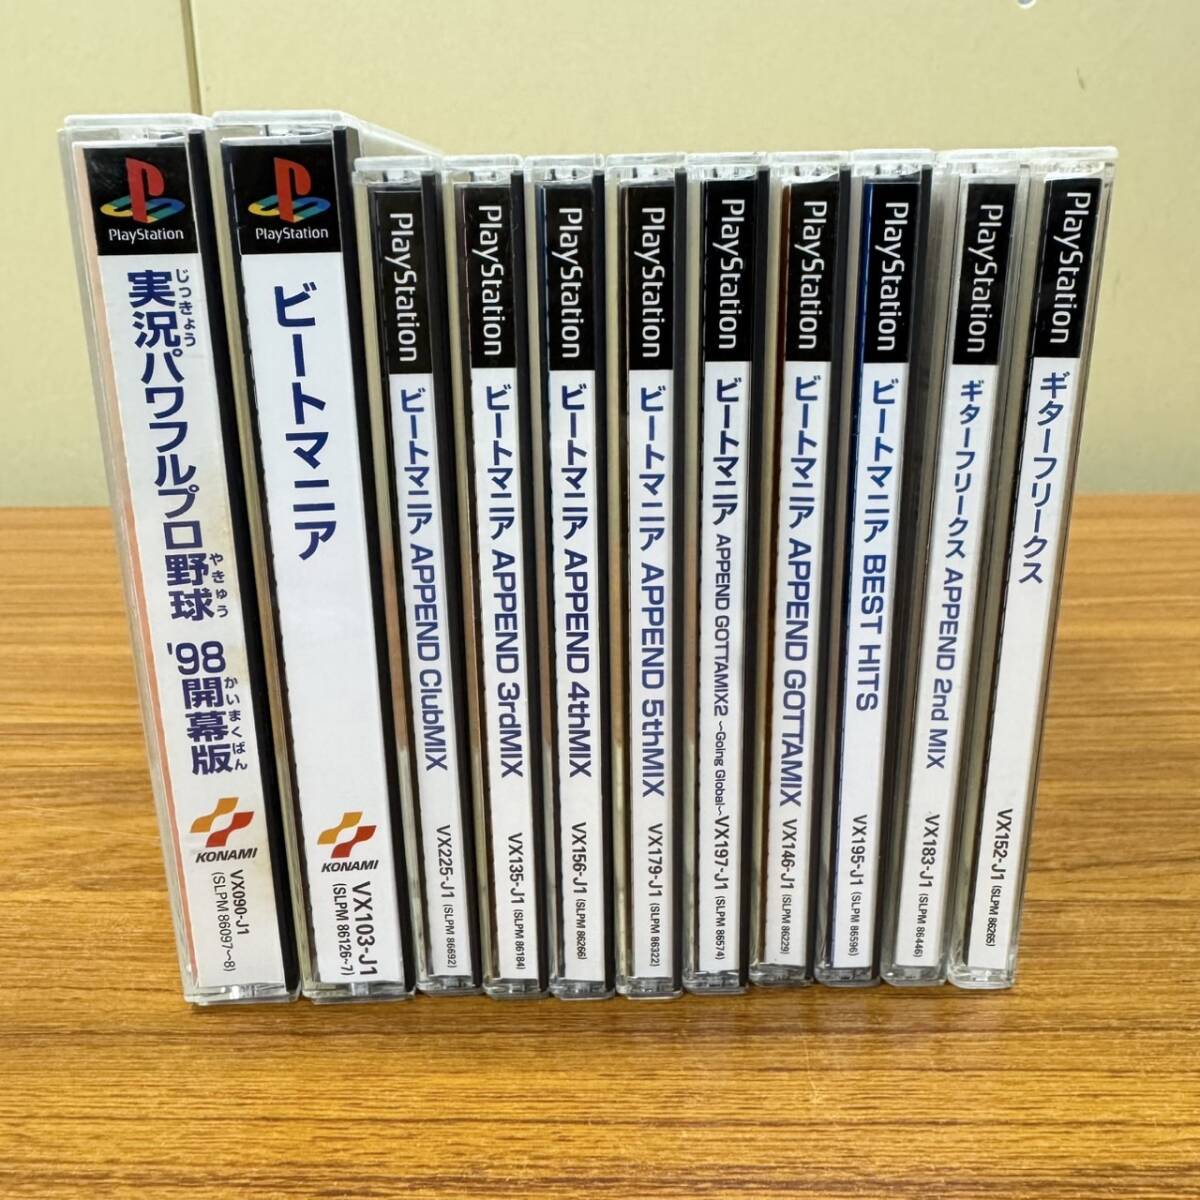 PlayStation
じっきょう
実況パワフルプロ野球
やきゅう
'98開幕版
かいまくばん
KONAMI
VX090-J1
(SLPM 86097~8)
PlayStation
ビートマニア
KONAMI
VX103-J1
(SLPM 86126~7)
PlayStation
ビートマニア APPEND ClubMIX
VX225-J1 (SLPM 86692)
PlayStation
ビートマニア APPEND 3rdMIX
VX135-J1 (SLPM 86184)
PlayStation
ビートマニア APPEND 4thMIX
VX156-J1 (SLPM 86266)
PlayStation
ビートマニア APPEND 5thMIX
VX179-J1 (SLPM 86322)
PlayStation
ビートマニア APPEND GOTTAMIX2 ~Going Global~
VX197-J1 (SLPM 86574)
PlayStation
ビートマニア APPEND GOTTAMIX
VX146-J1 (SLPM 86229)
PlayStation
ビートマニア BEST HITS
VX195-J1 (SLPM 86596)
PlayStation
ギターフリークス APPEND 2nd MIX
VX183-J1 (SLPM 86446)
PlayStation
ギターフリークス
VX152-J1 (SLPM 86265)